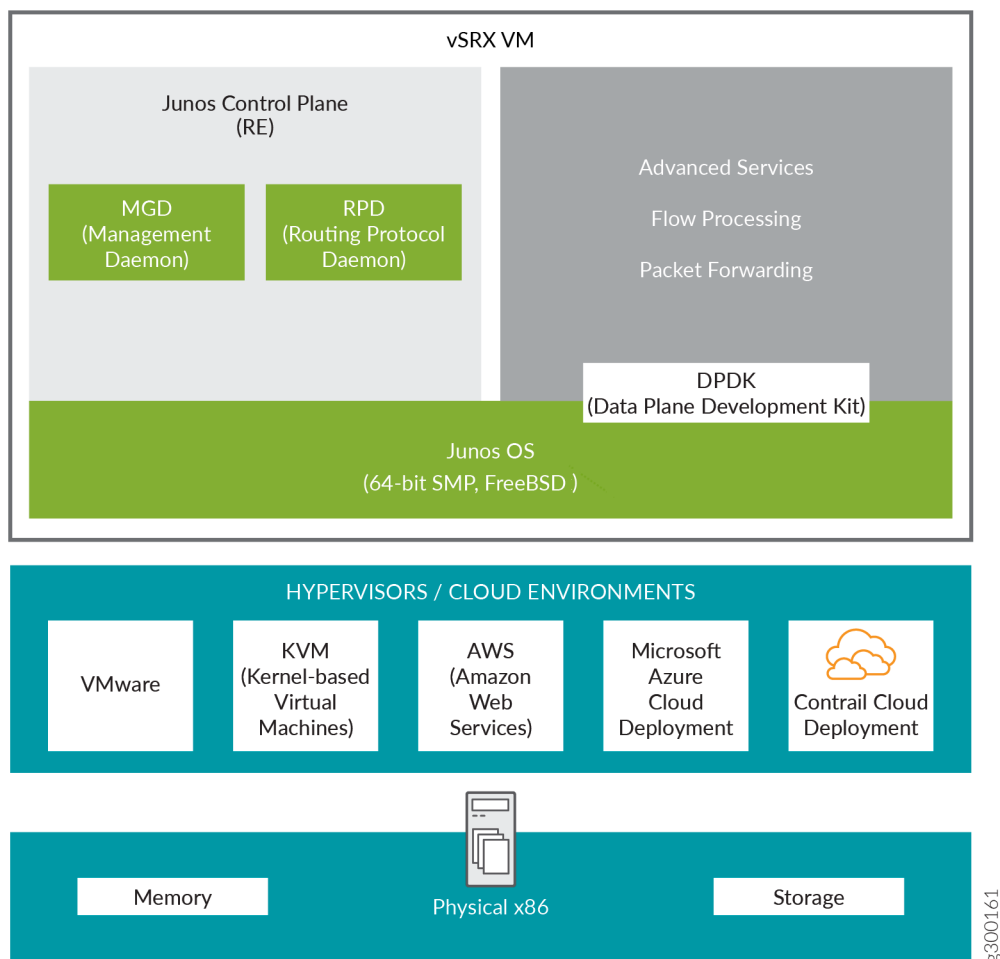 vSRX VM
Junos Control Plane
(RE)
MGD
(Management
Daemon)
RPD
(Routing Protocol
Daemon)
Advanced Services
Flow Processing
Packet Forwarding
DPDK
(Data Plane Development Kit)
Junos OS
(64-bit SMP, FreeBSD )
HYPERVISORS / CLOUD ENVIRONMENTS
VMware
KVM
(Kernel-based
Virtual
Machines)
AWS
(Amazon
Web
Services)
Microsoft
Azure
Cloud
Deployment
Contrail Cloud
Deployment
Memory
Physical x86
Storage
g300161